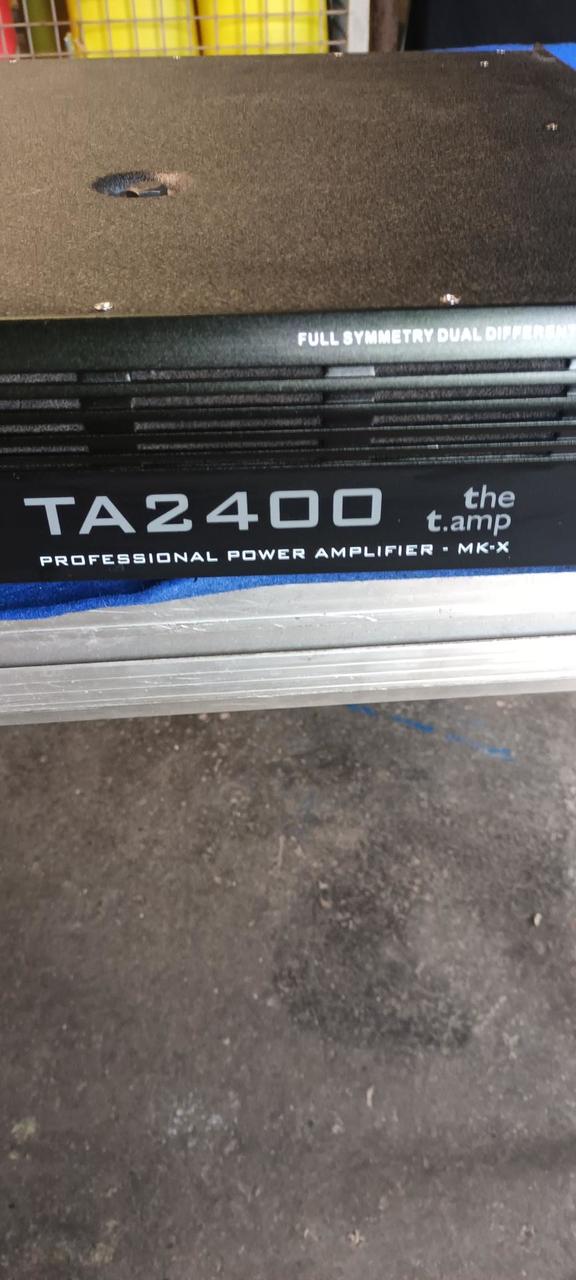 FULL SYMMETRY DUAL DIFFERENT
TA2400
the
t.amp
PROFESSIONAL POWER AMPLIFIER - MK-X